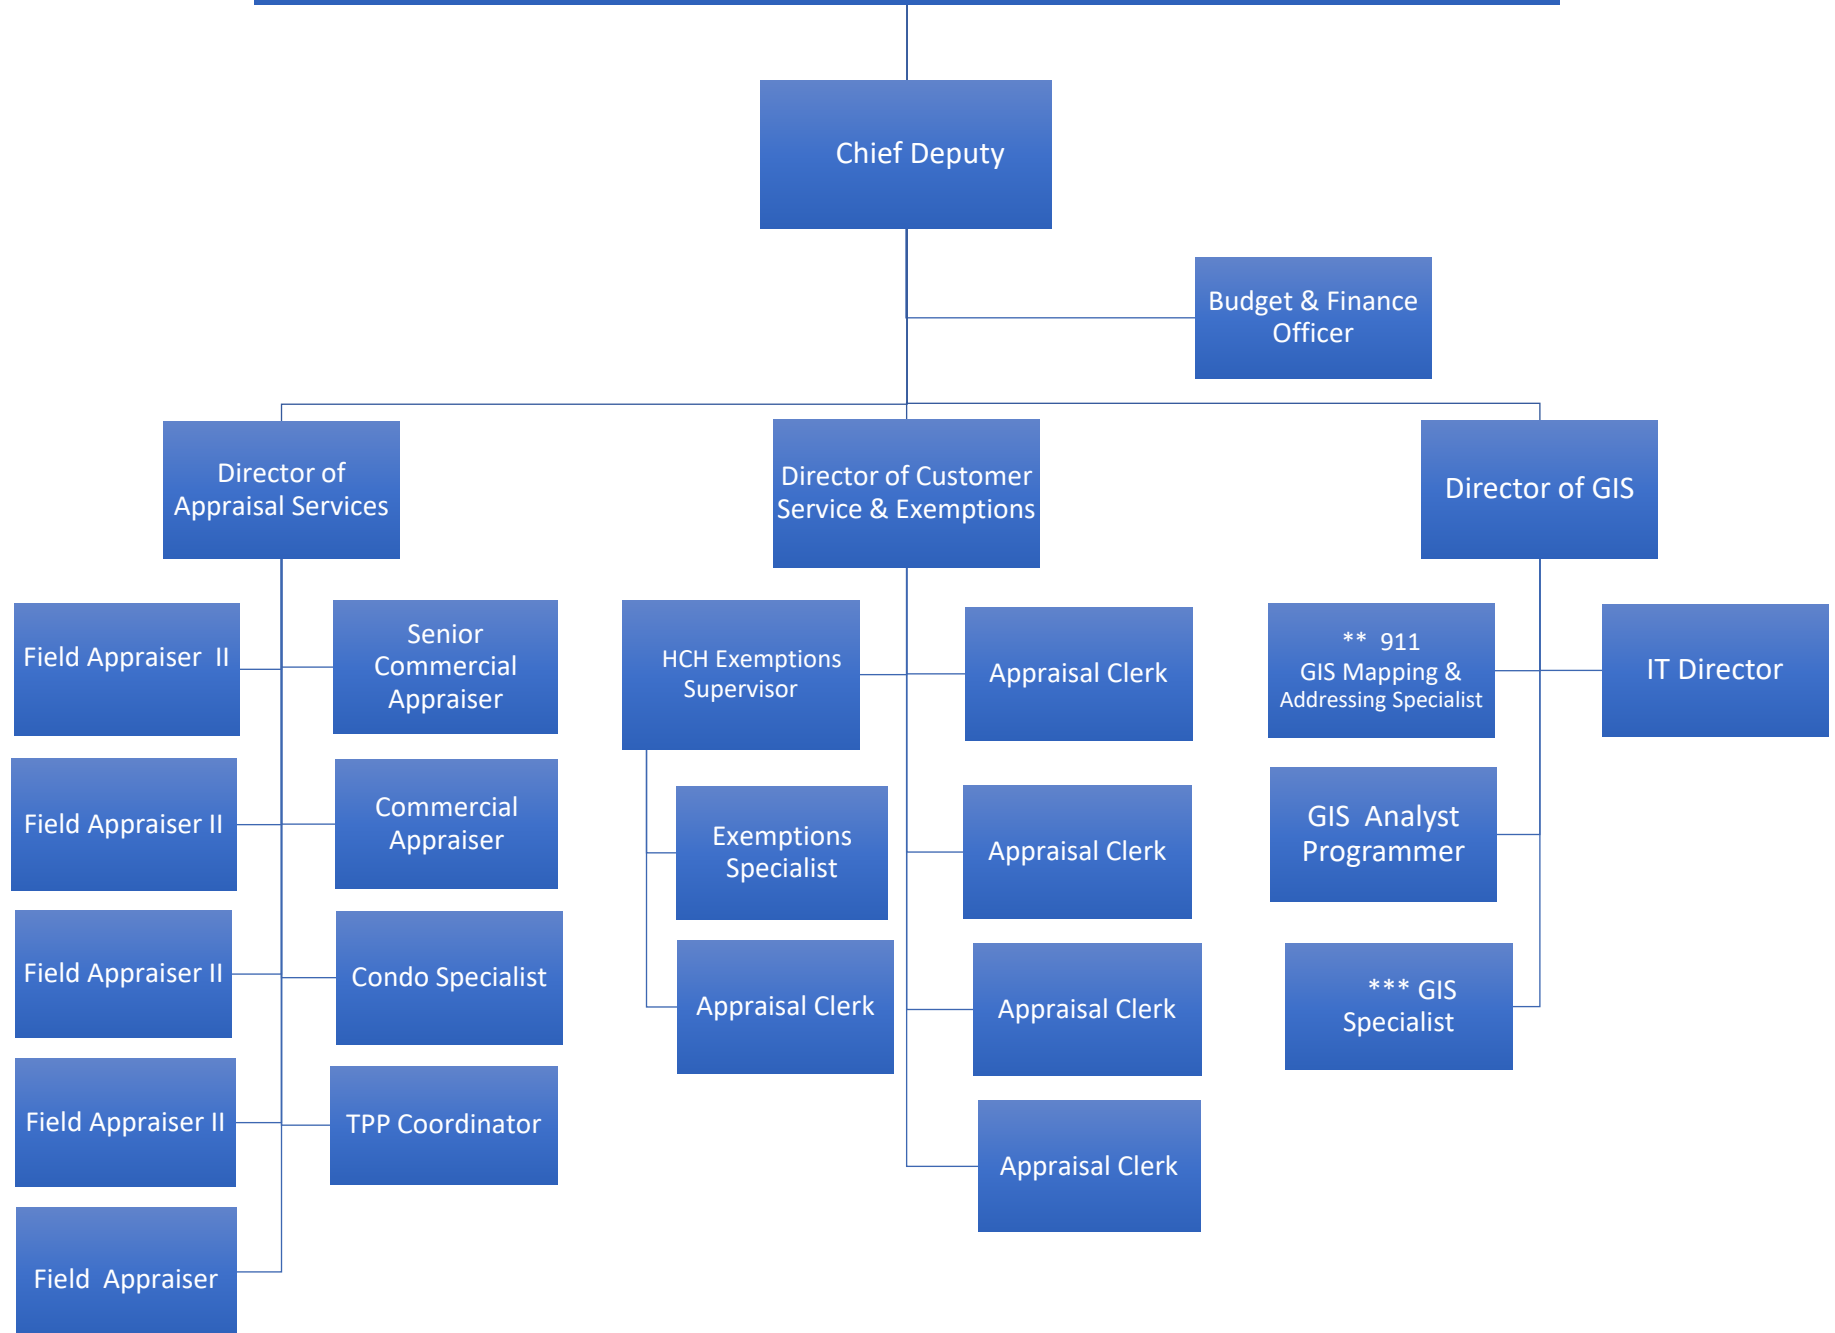 Chief Deputy
Budget & Finance
Officer
Director of
Appraisal Services
Director of Customer
Service & Exemptions
Director of GIS
Field Appraiser  II
Senior
Commercial
Appraiser
HCH Exemptions
Supervisor
Appraisal Clerk
**  911
GIS Mapping &
Addressing Specialist
IT Director
Field Appraiser II
Commercial
Appraiser
Exemptions
Specialist
Appraisal Clerk
GIS  Analyst
Programmer
Field Appraiser II
Condo Specialist
Appraisal Clerk
Appraisal Clerk
*** GIS
Specialist
Field Appraiser II
TPP Coordinator
Appraisal Clerk
Field  Appraiser